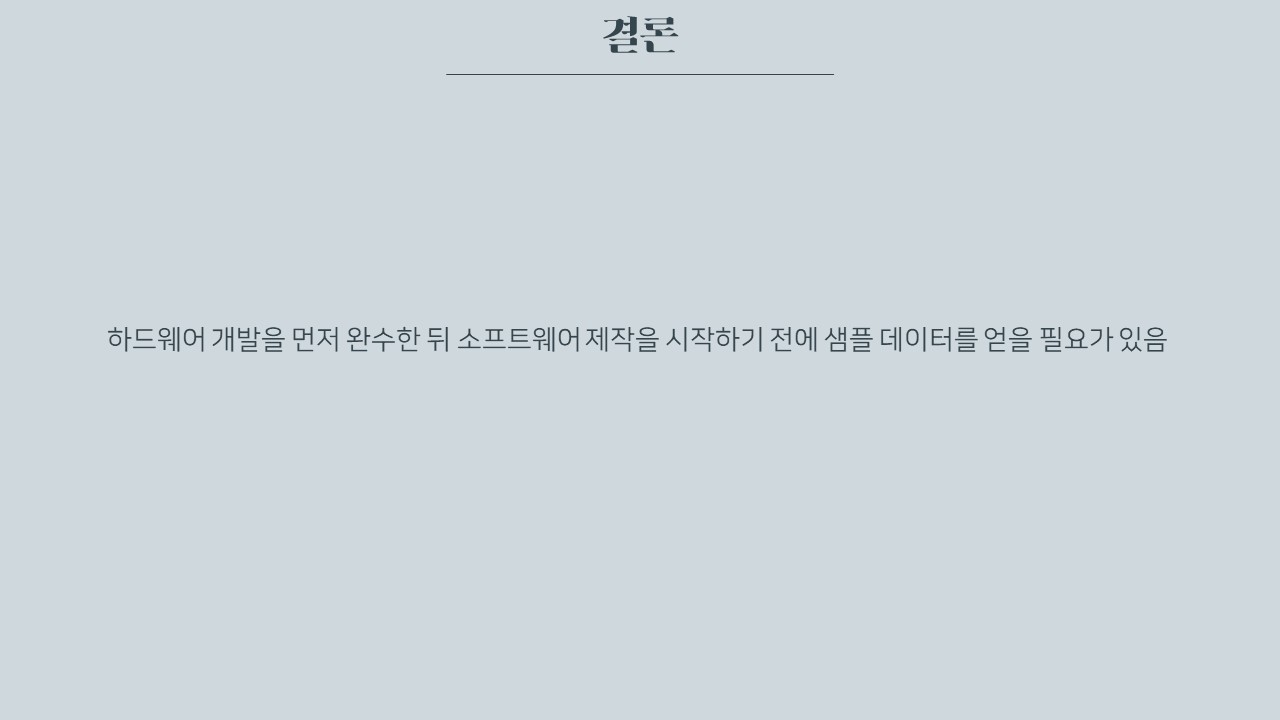 결론
하드웨어 개발을 먼저 완수한 뒤 소프트웨어 제작을 시작하기 전에 샘플 데이터를 얻을 필요가 있음